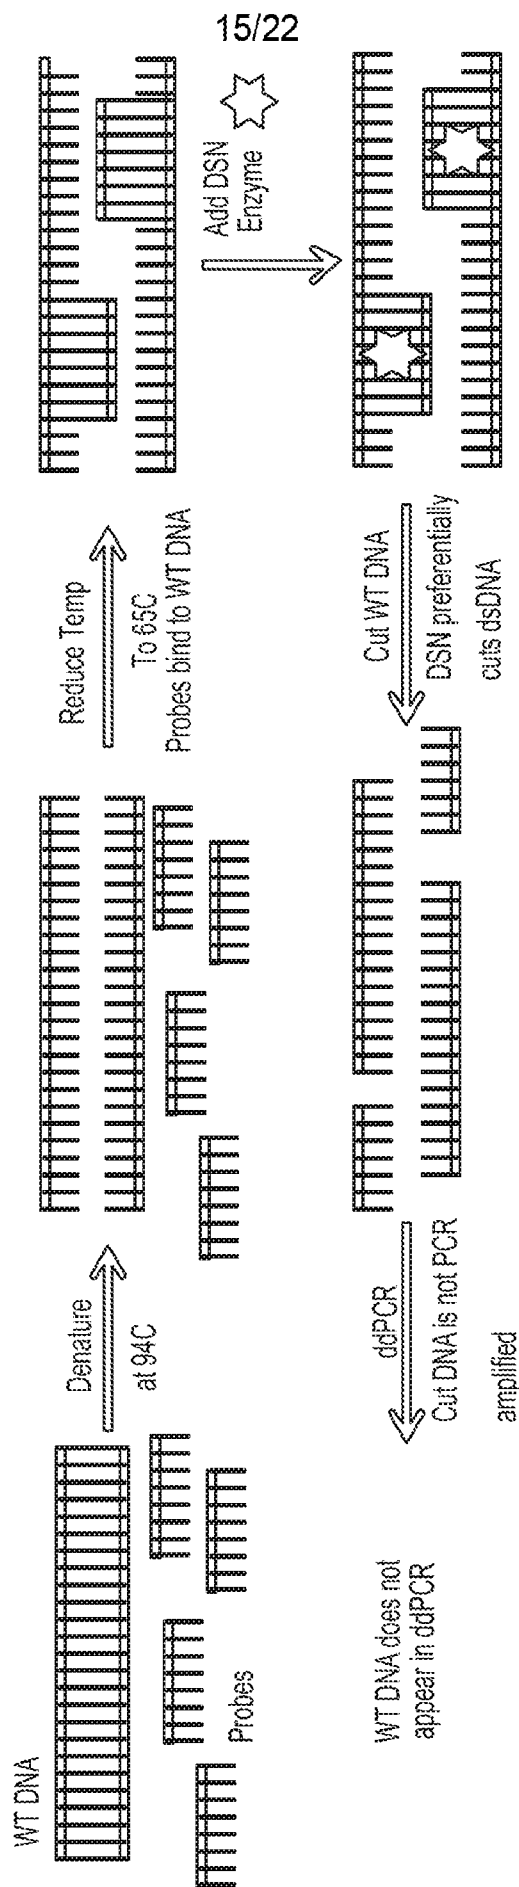 15/22
WT DNA
Probes
Denature
at 94C
Reduce Temp
To 65C
Probes bind to WT DNA
Add DSN
Enzyme
Cut WT DNA
DSN preferentially
cuts dsDNA
ddPCR
Cut DNA is not PCR
amplified
WT DNA does not
appear in ddPCR